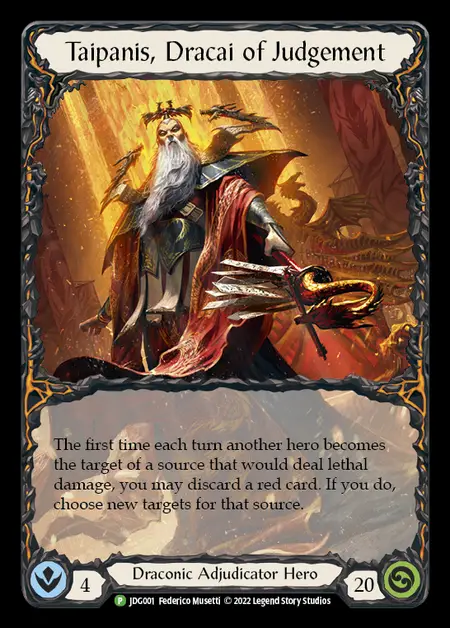 Taipanis, Dracai of Judgement
The first time each turn another hero becomes
the target of a source that would deal lethal
damage, you may discard a red card. If you do,
choose new targets for that source.
4
Draconic Adjudicator Hero
20
P JDG001 Federico Musetti © 2022 Legend Story Studios